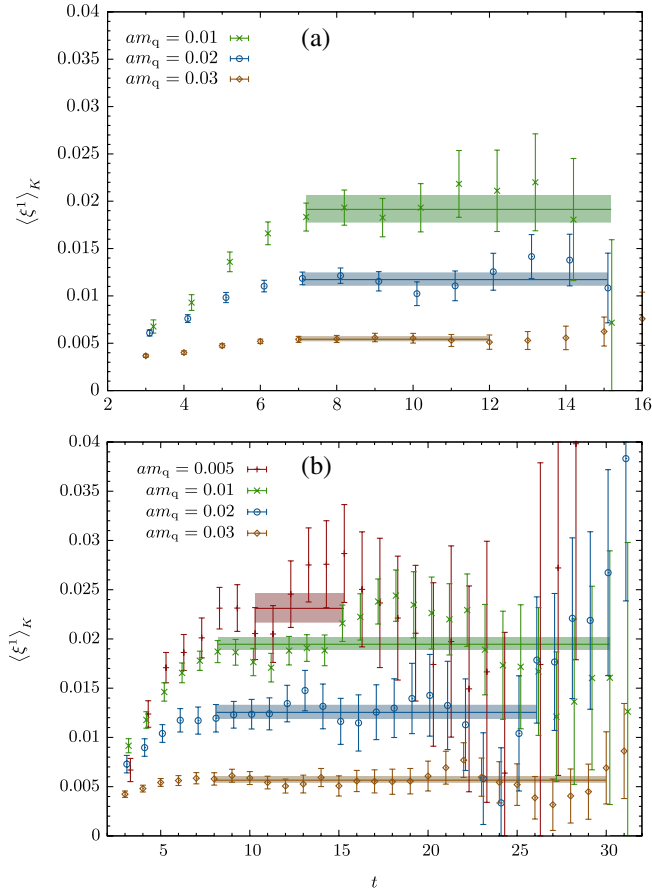 0.04
0.035
0.03
0.025
0.02
0.015
0.01
0.005
0
2 4 6 8 10 12 14 16
⟨ξ¹⟩_K
(a)
am_q = 0.01
am_q = 0.02
am_q = 0.03
0.04
0.035
0.03
0.025
0.02
0.015
0.01
0.005
0
5 10 15 20 25 30
⟨ξ¹⟩_K
t
(b)
am_q = 0.005
am_q = 0.01
am_q = 0.02
am_q = 0.03